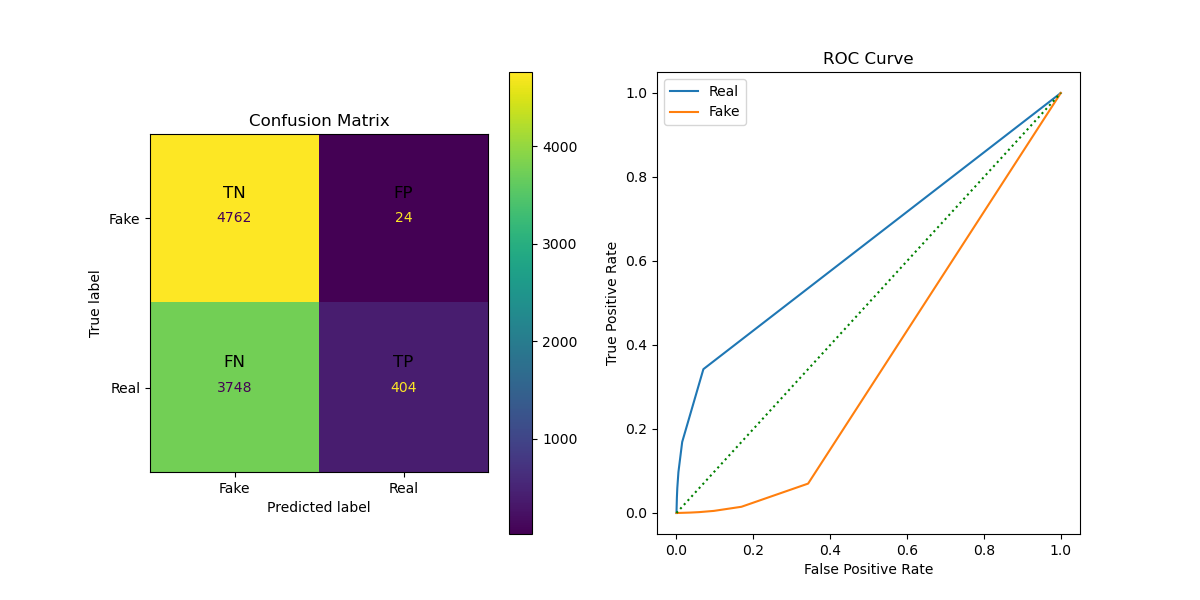 Confusion Matrix
TN
FP
4762
24
Fake
FN
TP
3748
404
Real
True label
Fake
Real
Predicted label
4000
3000
2000
1000
ROC Curve
Real
Fake
1.0
0.8
0.6
0.4
0.2
0.0
True Positive Rate
0.0 0.2 0.4 0.6 0.8 1.0
False Positive Rate